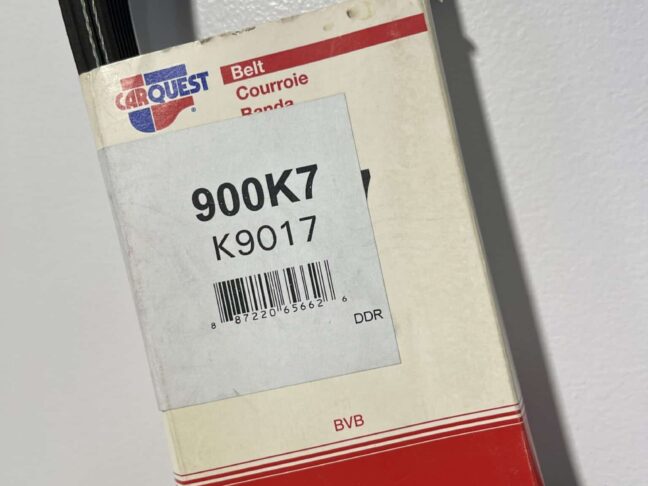 CARQUEST
Belt
Courroie
Banda
900K7
K9017
8 87220 65662 6
DDR
BVB